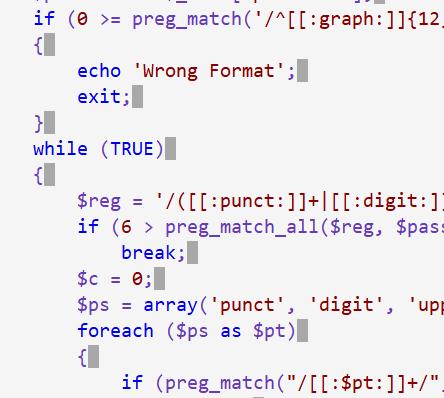 if (0 >= preg_match('/^[[:graph:]]{12
{
echo 'Wrong Format';
exit;
}
while (TRUE)
{
$reg = '/([[:punct:]]+|[[:digit:]]
if (6 > preg_match_all($reg, $pas
break;
$c = 0;
$ps = array('punct', 'digit', 'upp
foreach ($ps as $pt)
{
if (preg_match("/[[:$pt:]]+/"